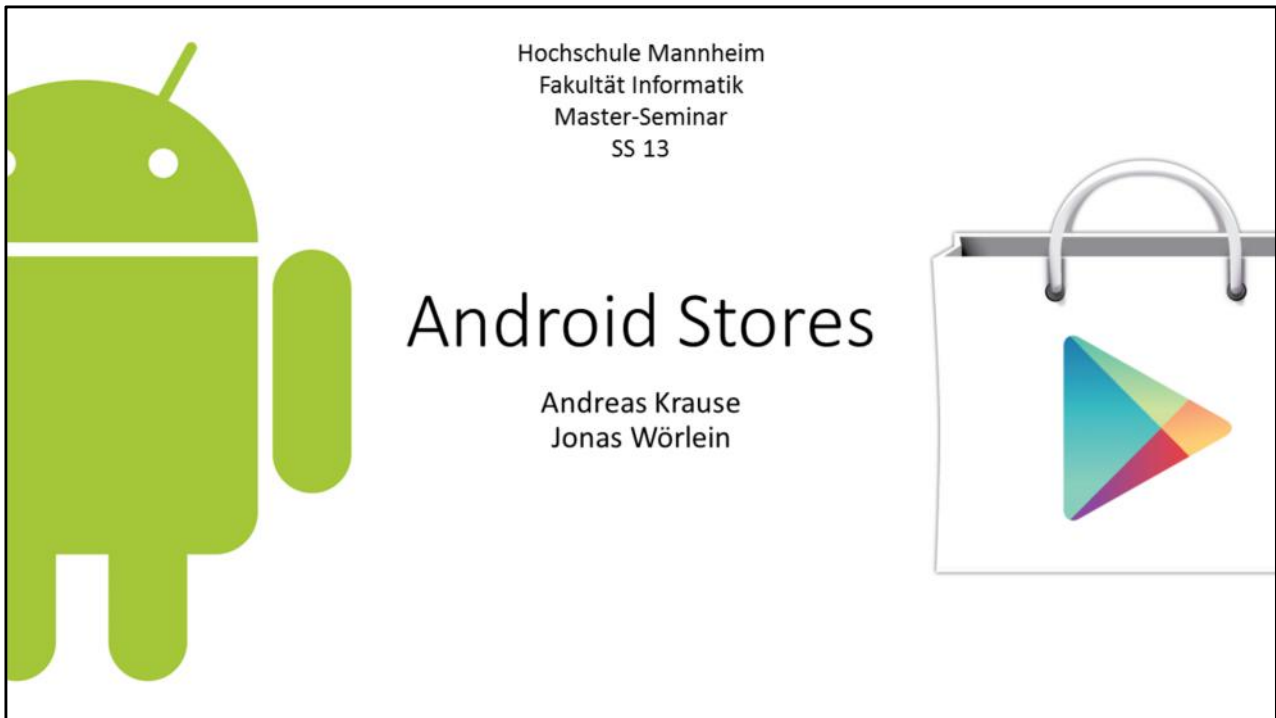 Hochschule Mannheim
Fakultät Informatik
Master-Seminar
SS 13
Android Stores
Andreas Krause
Jonas Wörlein